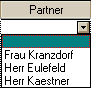 Partner
Frau Kranzdorf
Herr Eulefeld
Herr Kaestner